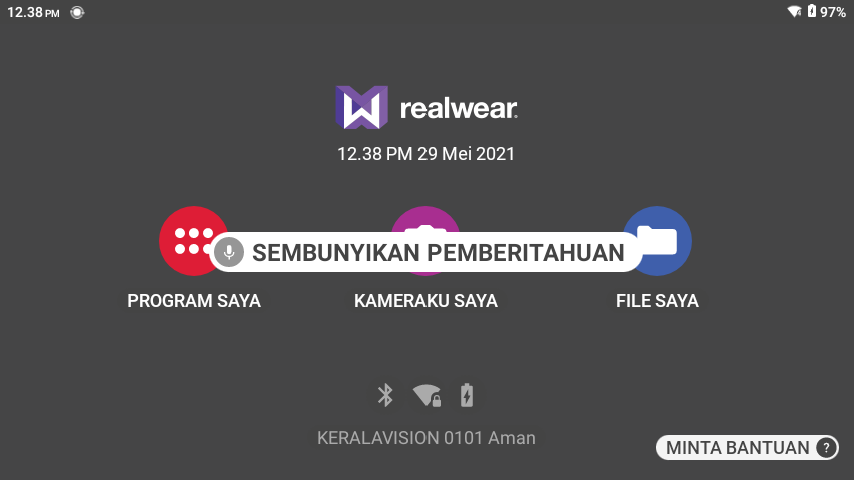 12.38 PM
97%
realwear
12.38 PM 29 Mei 2021
SEMBUNYIKAN PEMBERITAHUAN
PROGRAM SAYA
KAMERAKU SAYA
FILE SAYA
KERALAVISION 0101 Aman
MINTA BANTUAN ?